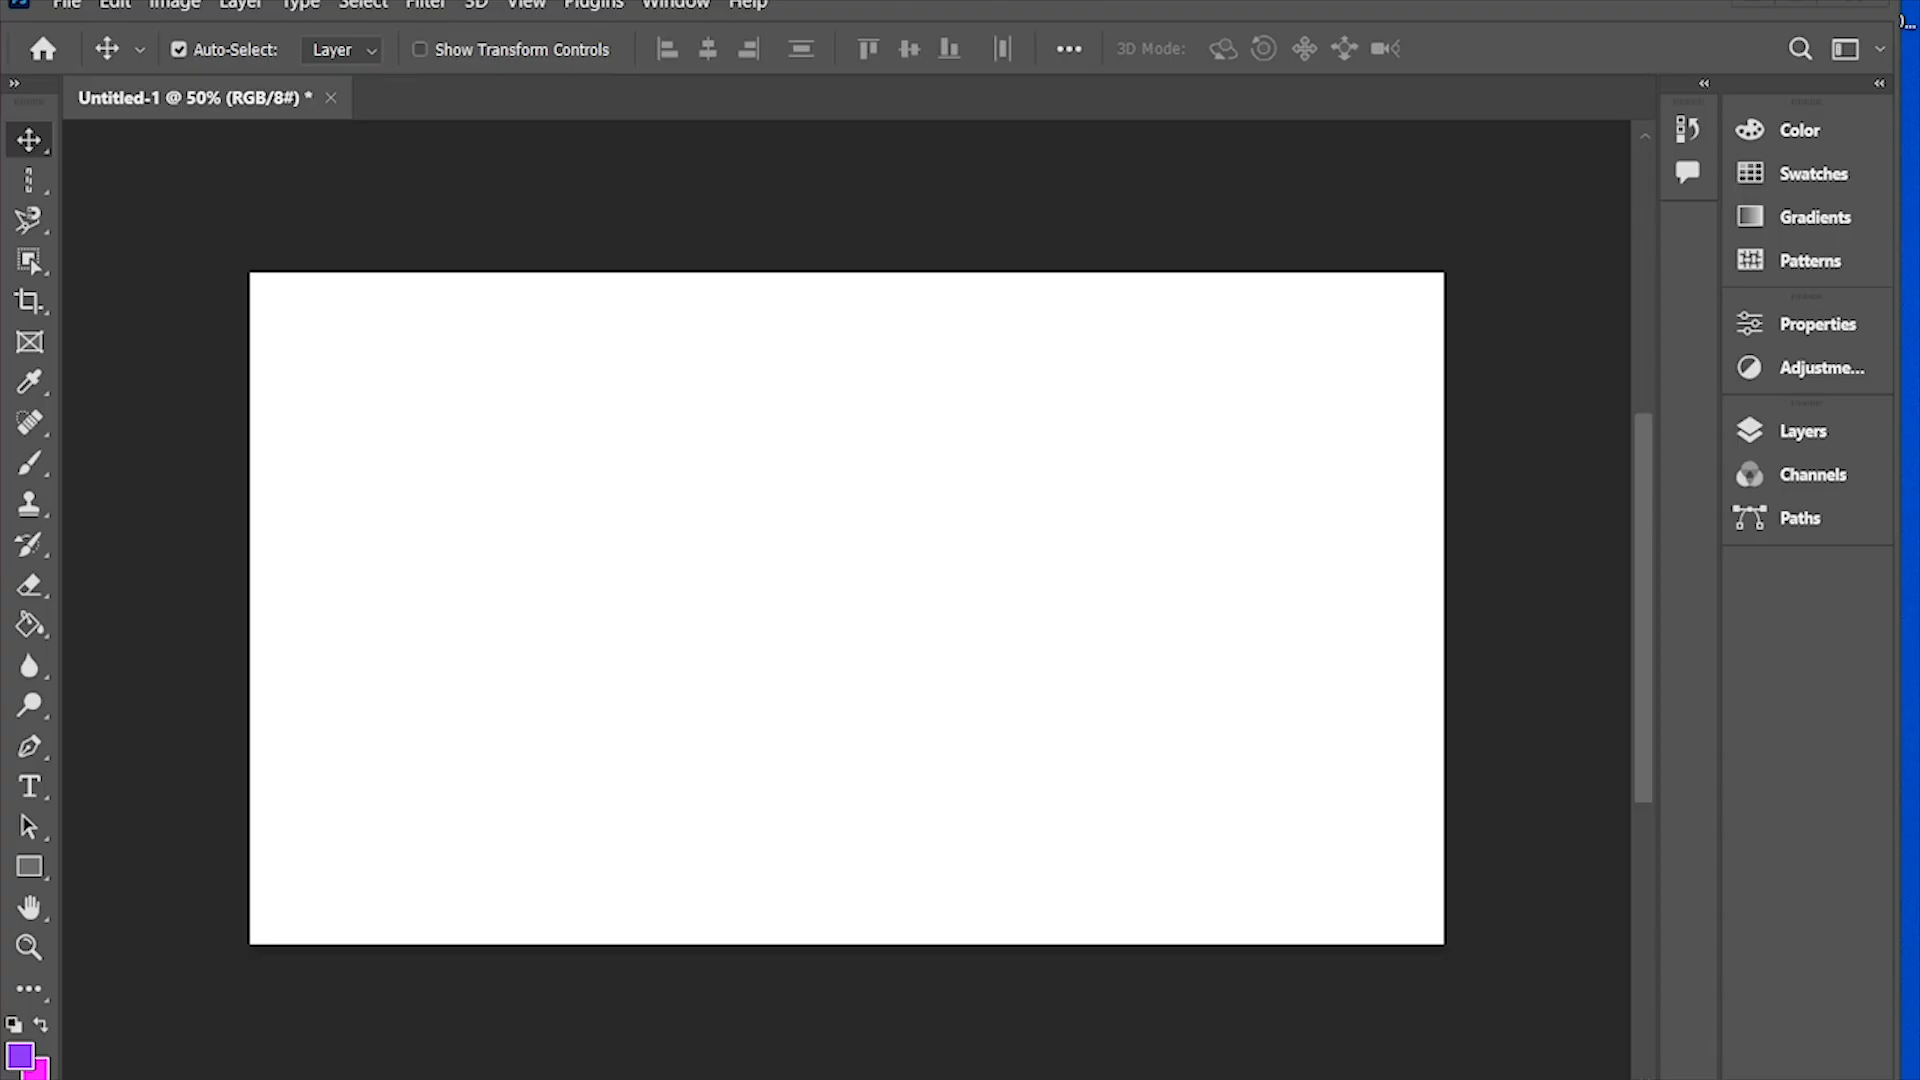 File Edit Image Layer Type Select Filter 3D View Plugins Window Help
Auto-Select: Layer Show Transform Controls 3D Mode:
Untitled-1 @ 50% (RGB/8#) *
Color
Swatches
Gradients
Patterns
Properties
Adjustme...
Layers
Channels
Paths